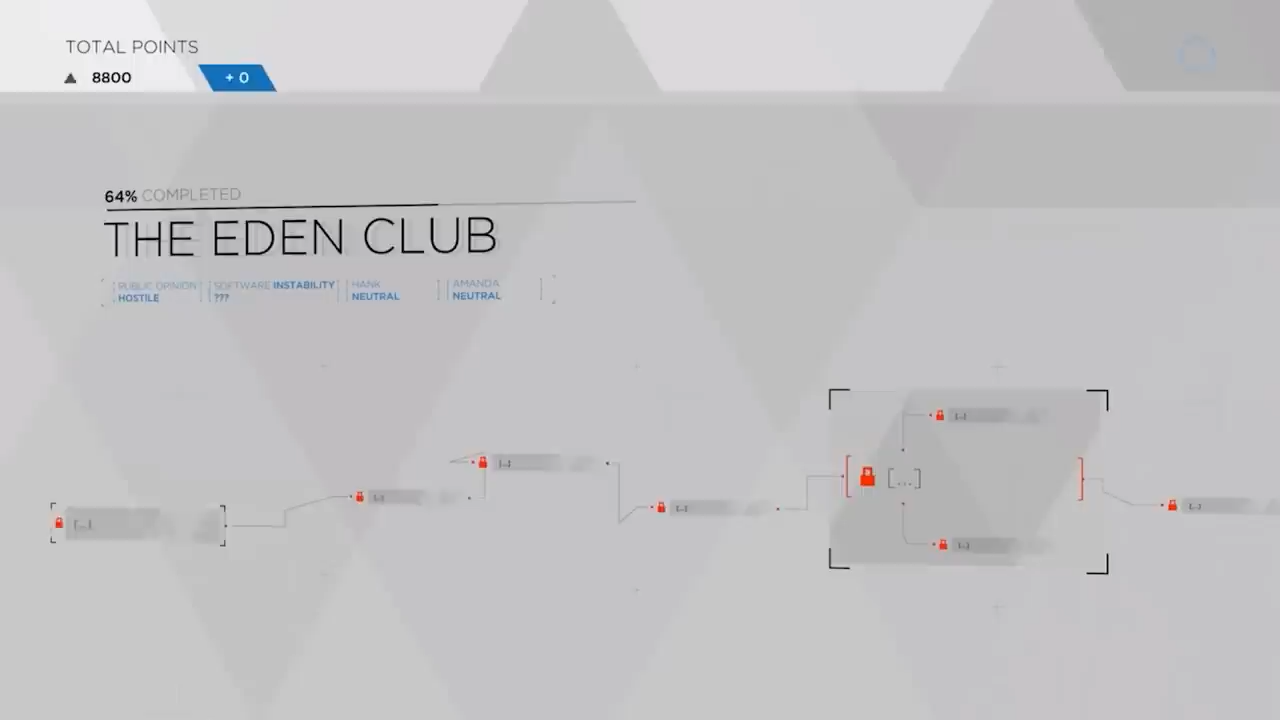 TOTAL POINTS
8800 + 0
64% COMPLETED
THE EDEN CLUB
PUBLIC OPINION SOFTWARE INSTABILITY HANK AMANDA
HOSTILE ??? NEUTRAL NEUTRAL
[...]
[...]
[...]
[...]
[...]
[...]
[...]
[...]